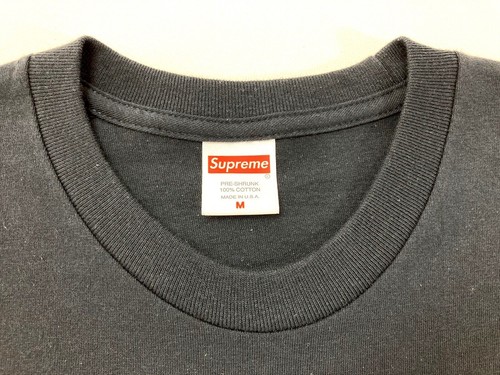 Supreme
®
PRE-SHRUNK
100% COTTON
MADE IN U.S.A.
M